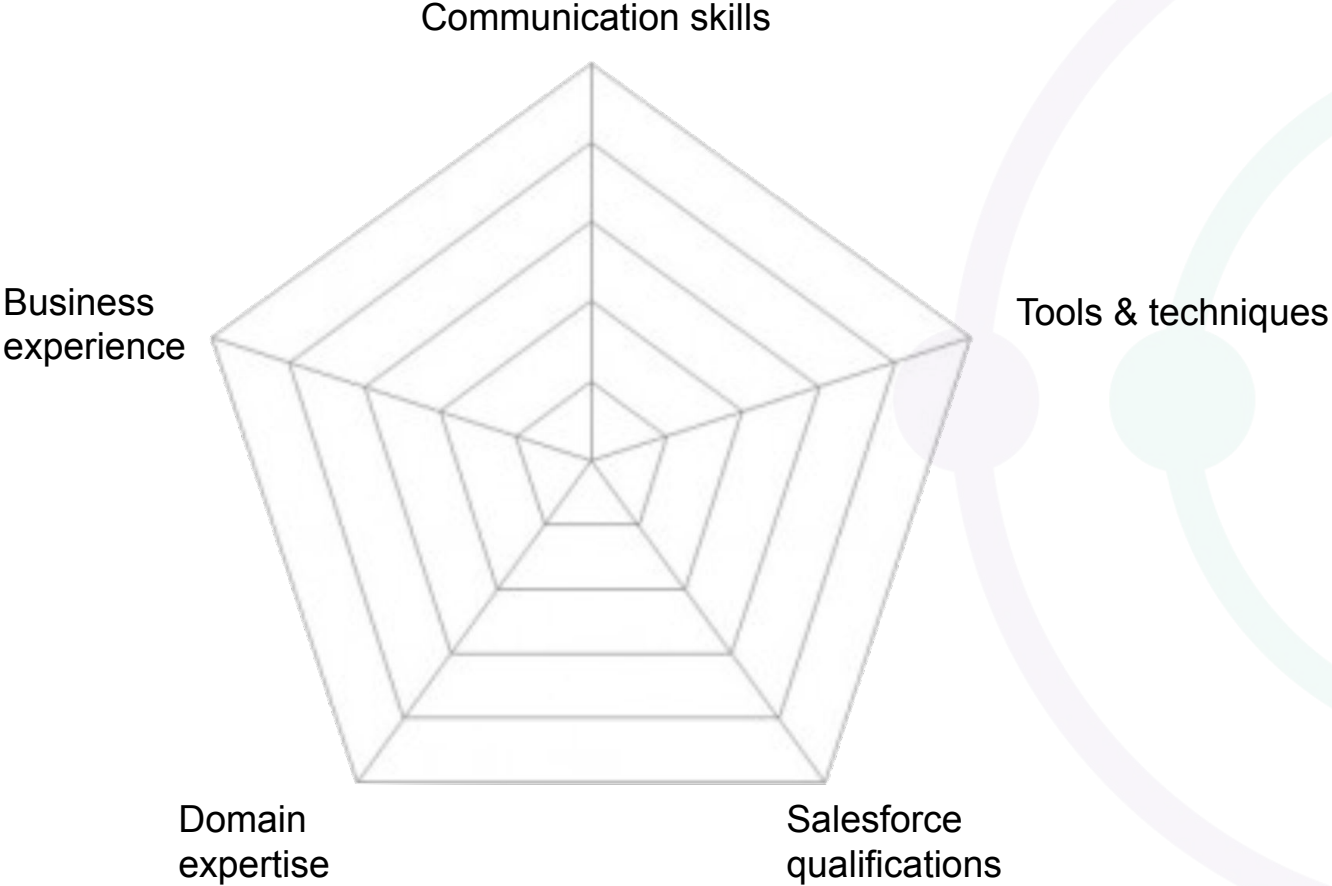 Communication skills
Business
experience
Tools & techniques
Domain
expertise
Salesforce
qualifications